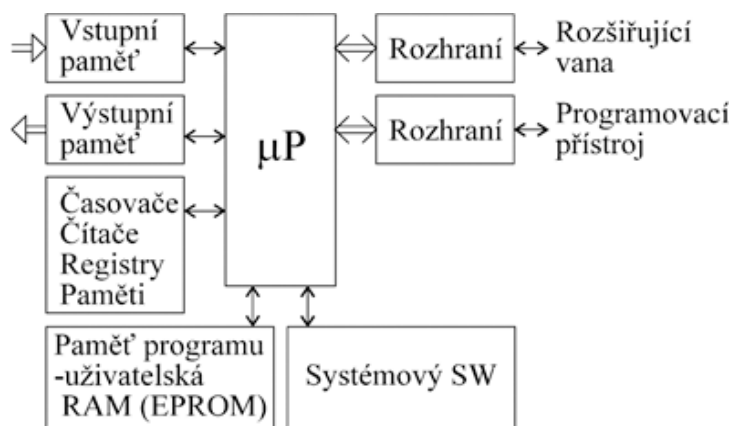 Vstupní
paměť
Výstupní
paměť
Časovače
Čítače
Registry
Paměti
μP
Rozhraní
Rozšiřující
vana
Rozhraní
Programovací
přístroj
Paměť programu
-uživatelská
RAM (EPROM)
Systémový SW